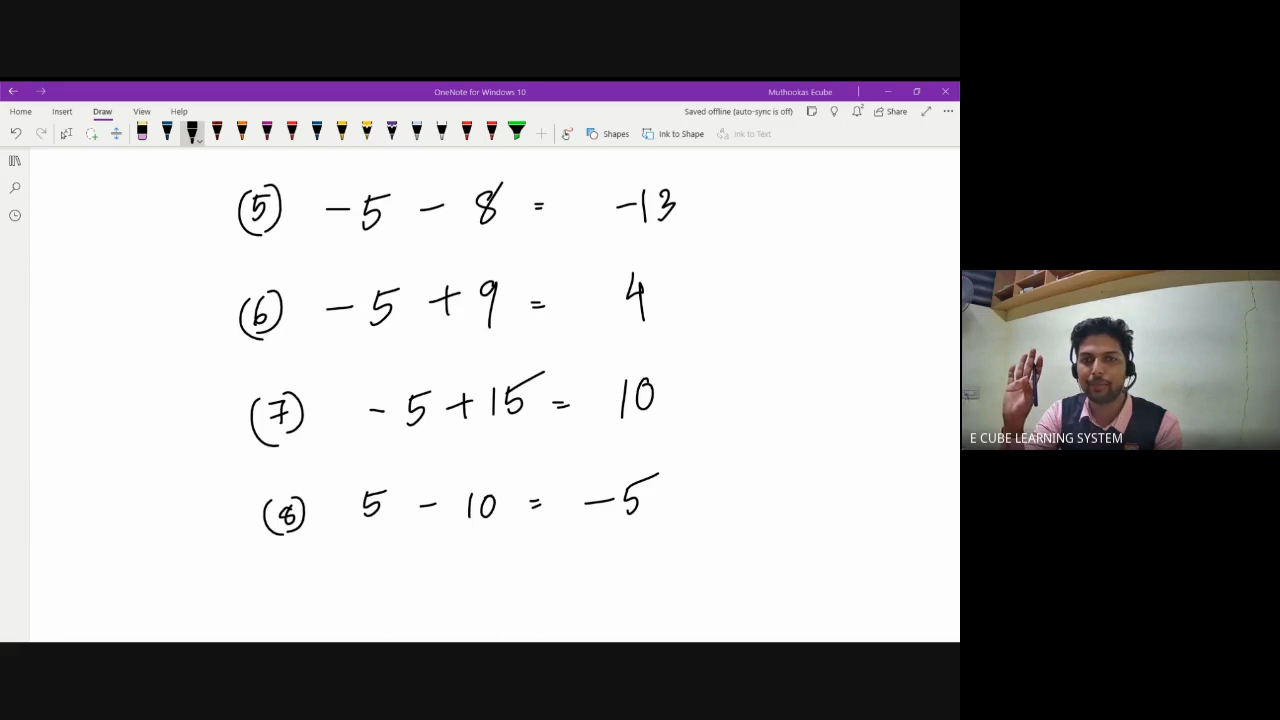 OneNote for Windows 10
Muthookas Ecube
Home Insert Draw View Help
Saved offline (auto-sync is off)
Share
Shapes
Ink to Shape
Ink to Text
(5) -5 - 8 = -13
(6) -5 + 9 = 4
(7) -5 + 15 = 10
(8) 5 - 10 = -5
E CUBE LEARNING SYSTEM